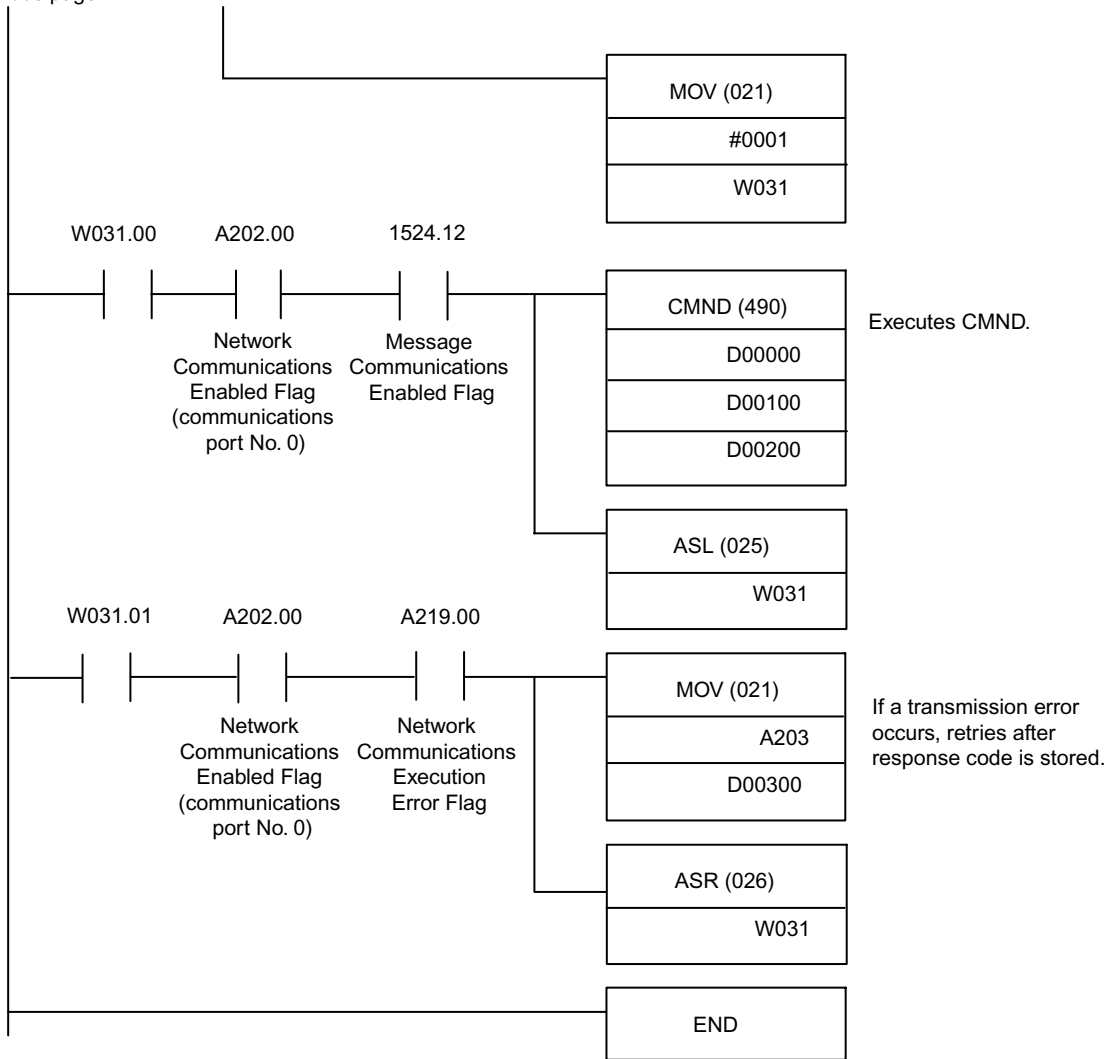 MOV (021)
#0001
W031
W031.00
A202.00
1524.12
Network
Communications
Enabled Flag
(communications
port No. 0)
Message
Communications
Enabled Flag
CMND (490)
D00000
D00100
D00200
Executes CMND.
ASL (025)
W031
W031.01
A202.00
A219.00
Network
Communications
Enabled Flag
(communications
port No. 0)
Network
Communications
Execution
Error Flag
MOV (021)
A203
D00300
If a transmission error
occurs, retries after
response code is stored.
ASR (026)
W031
END